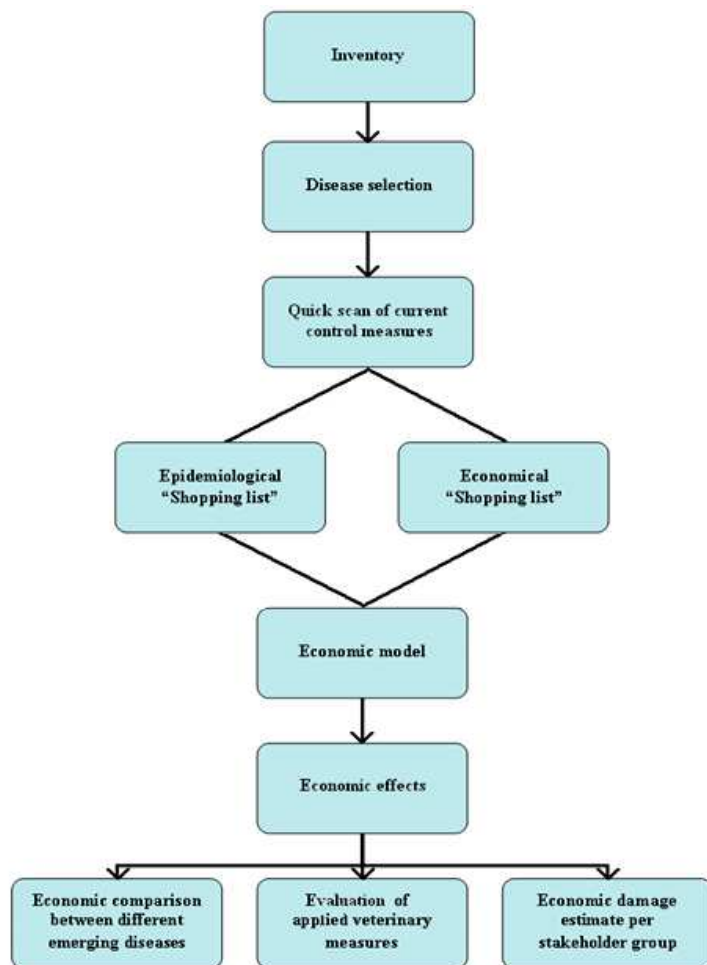 Inventory
Disease selection
Quick scan of current
control measures
Epidemiological
“Shopping list”
Economical
“Shopping list”
Economic model
Economic effects
Economic comparison
between different
emerging diseases
Evaluation of
applied veterinary
measures
Economic damage
estimate per
stakeholder group